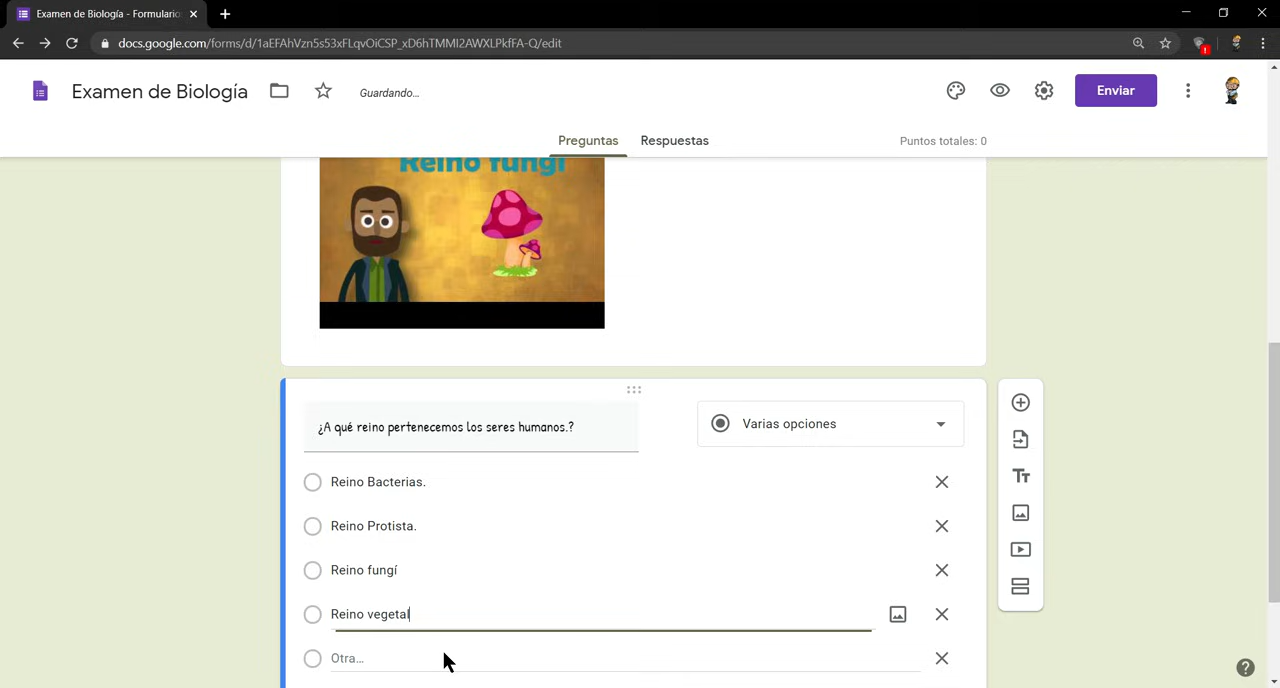 Examen de Biología - Formulario
docs.google.com/forms/d/1aEFAhVzn5s53xFLqvOiCSP_xD6hTMMI2AWXLPkfFA-Q/edit
Examen de Biología
Guardando...
Enviar
Preguntas
Respuestas
Puntos totales: 0
Reino fungi
¿A qué reino pertenecemos los seres humanos.?
Varias opciones
Reino Bacterias.
Reino Protista.
Reino fungí
Reino vegetal
Otra...